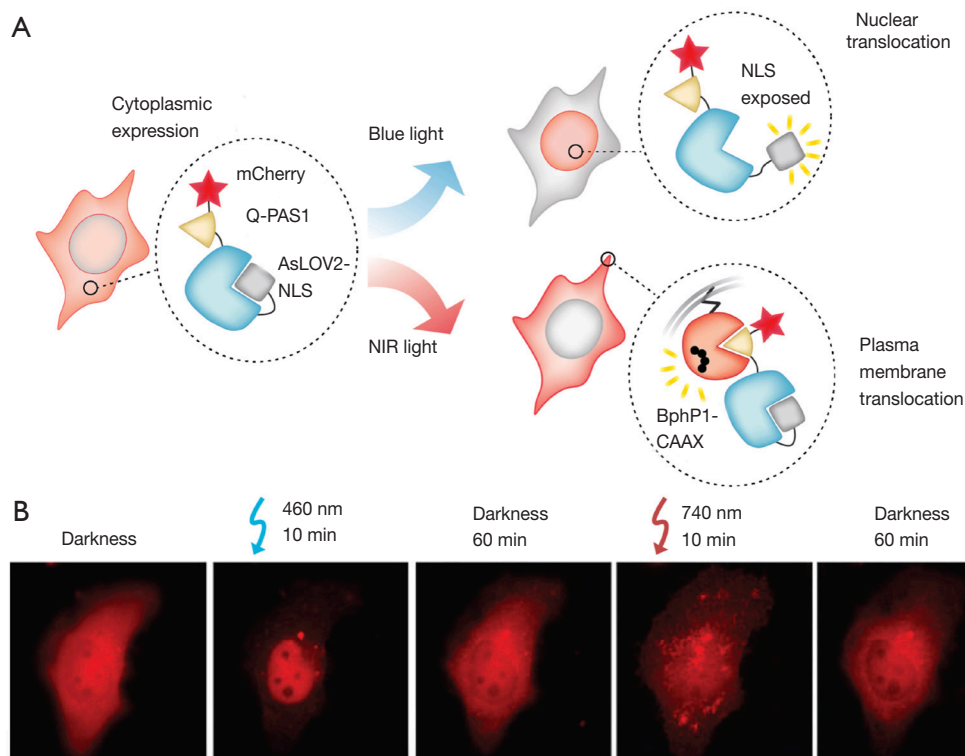 A
Cytoplasmic
expression
mCherry
Q-PAS1
AsLOV2-
NLS
Blue light
NIR light
Nuclear
translocation
NLS
exposed
BphP1-
CAAX
Plasma
membrane
translocation
B
Darkness
460 nm
10 min
Darkness
60 min
740 nm
10 min
Darkness
60 min